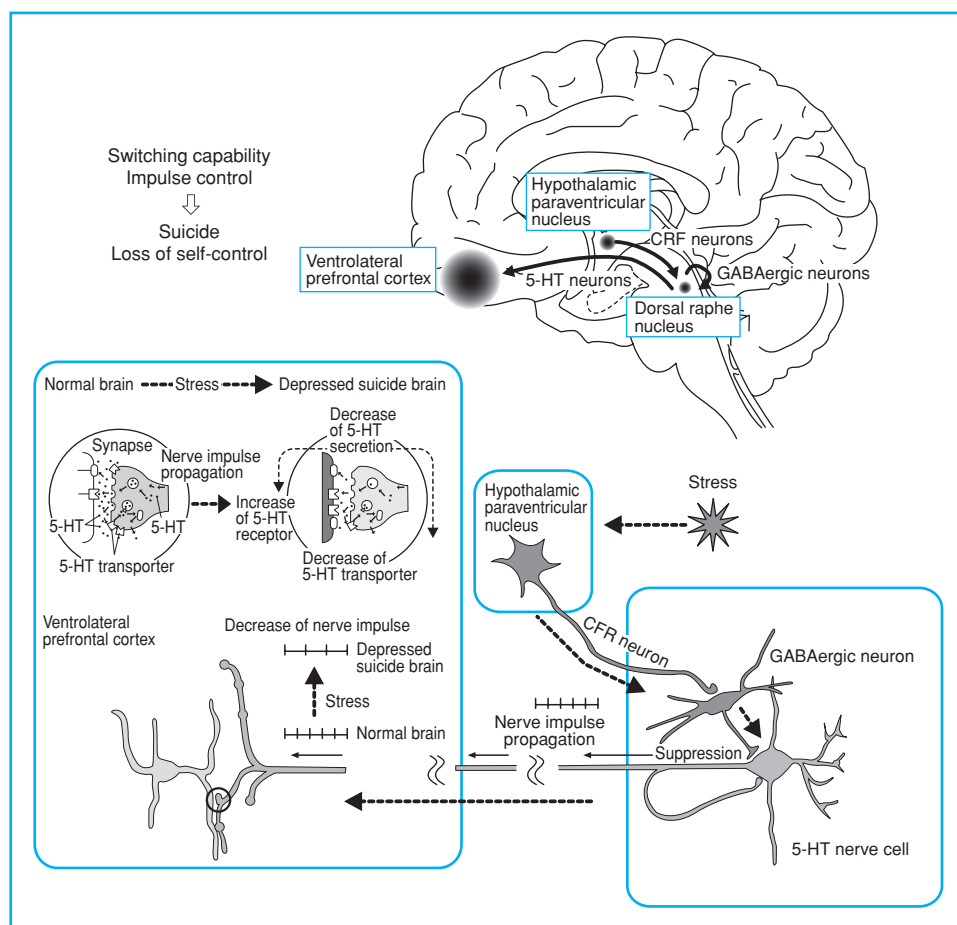 Switching capability
Impulse control
Suicide
Loss of self-control
Hypothalamic
paraventricular
nucleus
CRF neurons
Ventrolateral
prefrontal cortex
5-HT neurons
GABAergic neurons
Dorsal raphe
nucleus
Normal brain
Stress
Depressed suicide brain
Synapse
Nerve impulse
propagation
5-HT
5-HT
5-HT transporter
Decrease
of 5-HT
secretion
Increase
of 5-HT
receptor
Decrease of
5-HT transporter
Hypothalamic
paraventricular
nucleus
Stress
Ventrolateral
prefrontal cortex
Decrease of nerve impulse
Depressed
suicide brain
Stress
Normal brain
CFR neuron
GABAergic neuron
Nerve impulse
propagation
Suppression
5-HT nerve cell